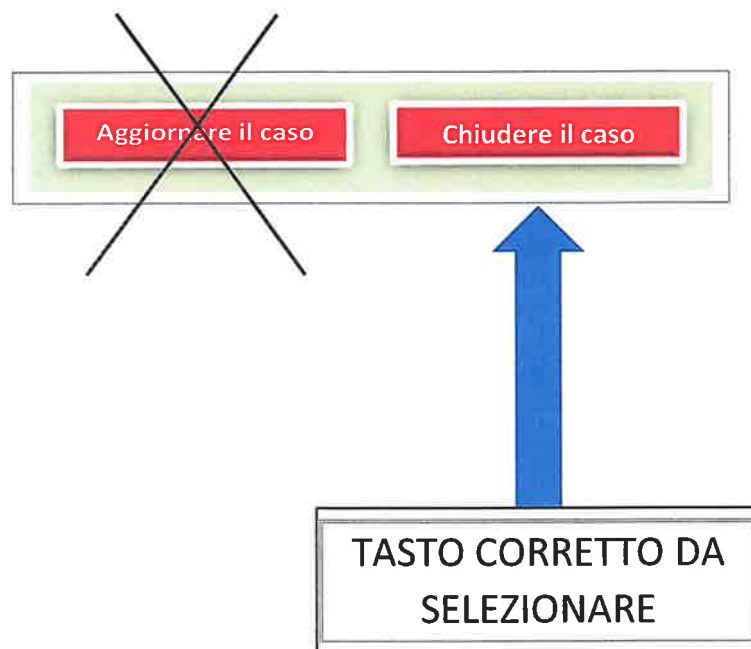 Aggiornare il caso
Chiudere il caso
TASTO CORRETTO DA
SELEZIONARE